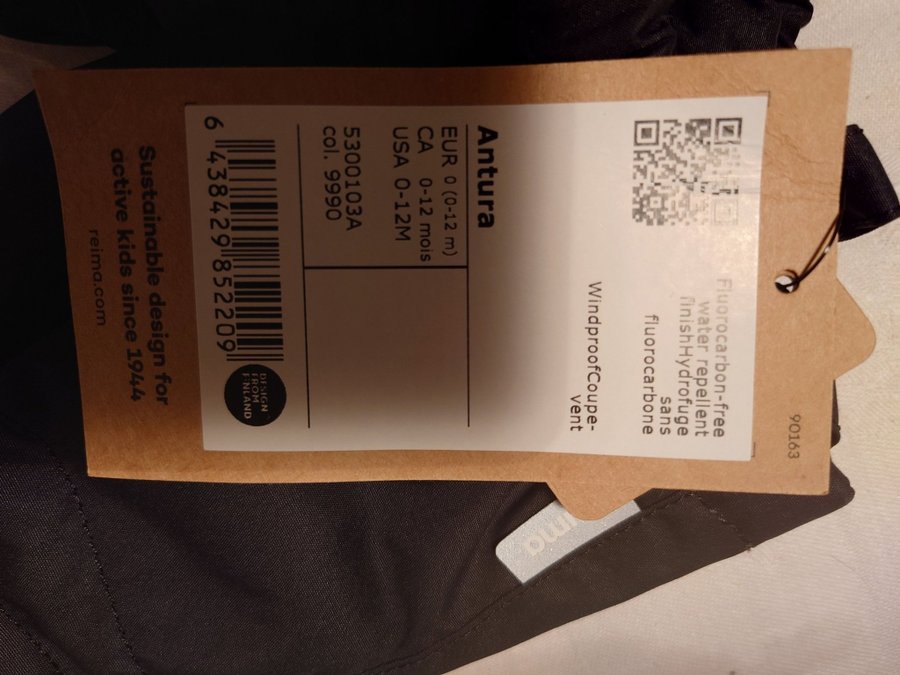 90163
Fluorocarbon-free
water repellent
finishHydrofuge
sans
fluorocarbone
WindproofCoupe-
vent
Antura
EUR 0 (0-12 m)
CA 0-12 mois
USA 0-12M
5300103A
col. 9990
6 438429 852209
DESIGN
FROM
FINLAND
Sustainable design for
active kids since 1944
reima.com